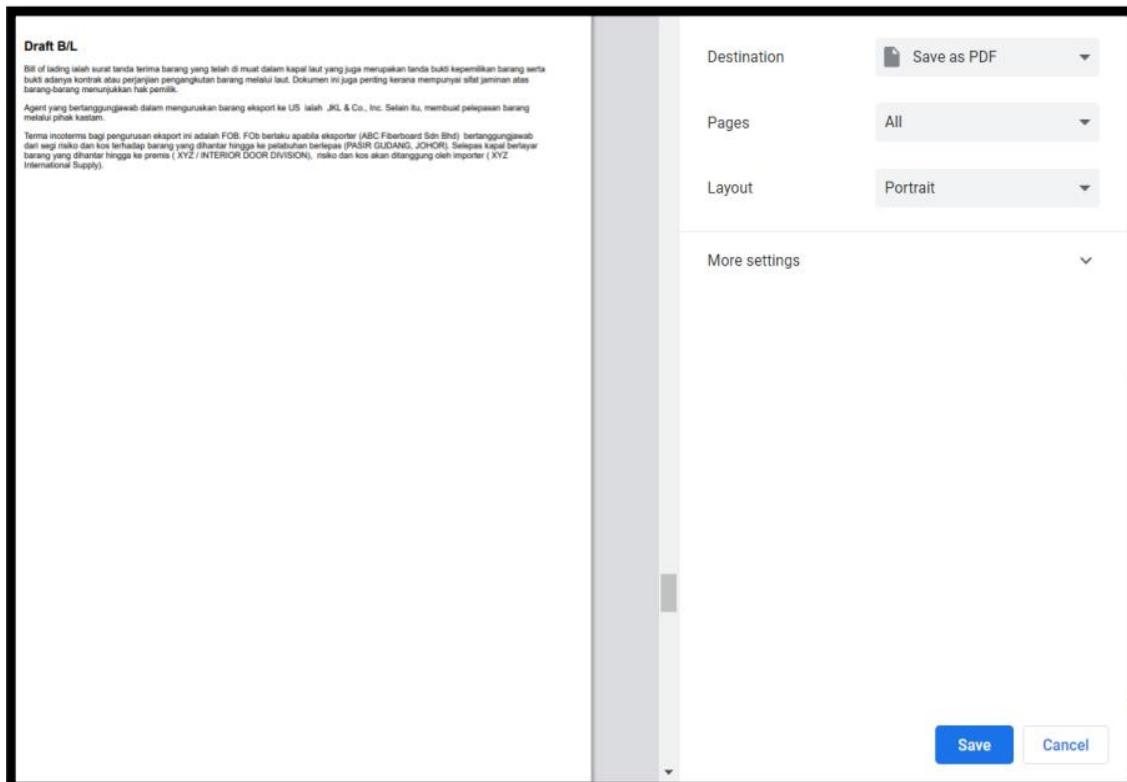 Draft B/L
Bill of lading ialah surat tanda terima barang yang telah di muat dalam kapal laut yang juga merupakan tanda bukti kepemilikan barang serta
bukti adanya kontrak atau perjanjian pengangkutan barang melalui laut. Dokumen ini juga penting kerana mempunyai sifat jaminan atas
barang-barang menunjukkan hak pemilik.
Agent yang bertanggungjawab dalam menguruskan barang eksport ke US ialah JKL & Co., Inc. Selain itu, membuat pelepasan barang
melalui pihak kastam.
Terma incoterms bagi pengurusan eksport ini adalah FOB. FOb berlaku apabila eksporter (ABC Fiberboard Sdn Bhd) bertanggungjawab
dari segi risiko dan kos terhadap barang yang dihantar hingga ke pelabuhan berlepas (PASIR GUDANG, JOHOR). Selepas kapal berlayar
barang yang dihantar hingga ke premis ( XYZ / INTERIOR DOOR DIVISION), risiko dan kos akan ditanggung oleh importer ( XYZ
International Supply).
Destination
Save as PDF
Pages
All
Layout
Portrait
More settings
Save
Cancel